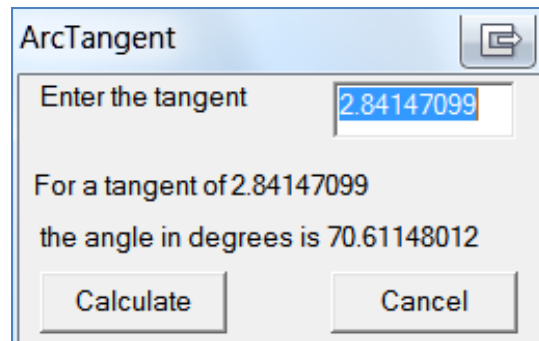 ArcTangent
Enter the tangent 2.84147099
For a tangent of 2.84147099
the angle in degrees is 70.61148012
Calculate Cancel